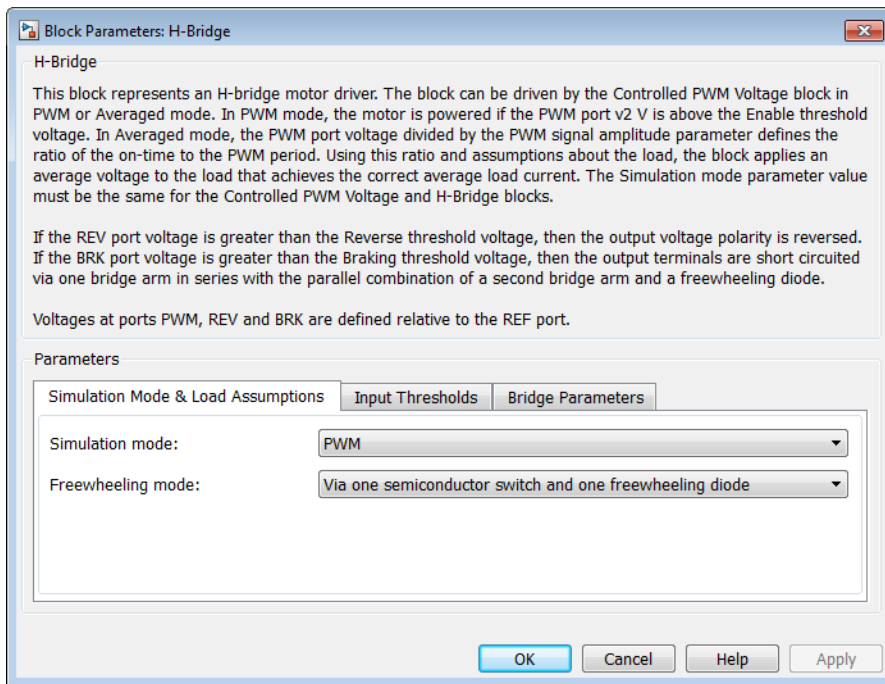 Block Parameters: H-Bridge
H-Bridge
This block represents an H-bridge motor driver. The block can be driven by the Controlled PWM Voltage block in
PWM or Averaged mode. In PWM mode, the motor is powered if the PWM port v2 V is above the Enable threshold
voltage. In Averaged mode, the PWM port voltage divided by the PWM signal amplitude parameter defines the
ratio of the on-time to the PWM period. Using this ratio and assumptions about the load, the block applies an
average voltage to the load that achieves the correct average load current. The Simulation mode parameter value
must be the same for the Controlled PWM Voltage and H-Bridge blocks.
If the REV port voltage is greater than the Reverse threshold voltage, then the output voltage polarity is reversed.
If the BRK port voltage is greater than the Braking threshold voltage, then the output terminals are short circuited
via one bridge arm in series with the parallel combination of a second bridge arm and a freewheeling diode.
Voltages at ports PWM, REV and BRK are defined relative to the REF port.
Parameters
Simulation Mode & Load Assumptions Input Thresholds Bridge Parameters
Simulation mode: PWM
Freewheeling mode: Via one semiconductor switch and one freewheeling diode
OK Cancel Help Apply